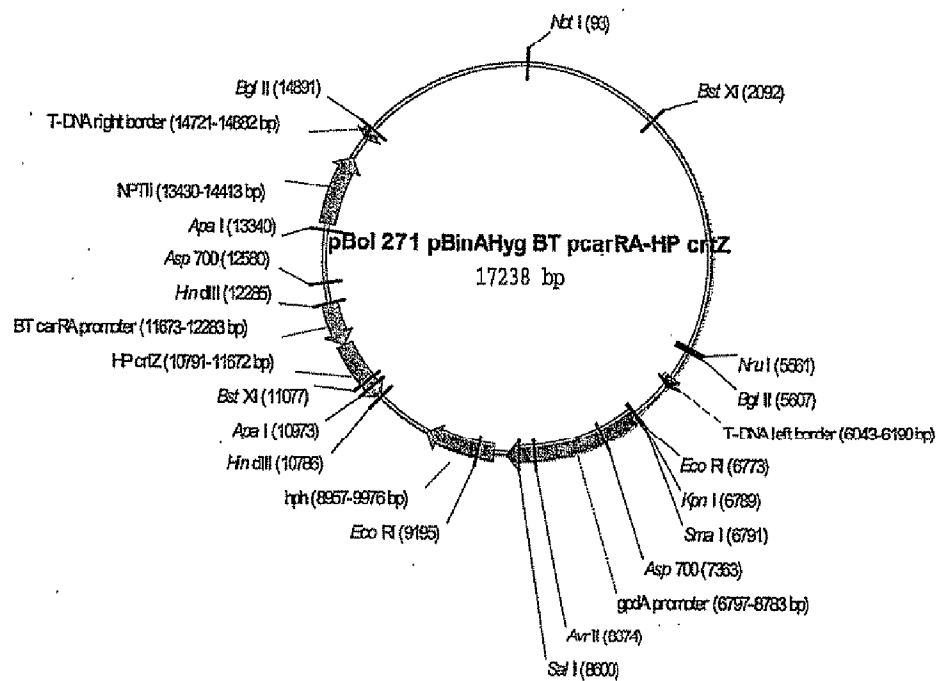 Not I (93)
Bst XI (2092)
Bgl II (14891)
T-DNA right border (14721-14882 bp)
NPTII (13430-14413 bp)
Apa I (13340)
Asp 700 (12580)
Hin dIII (12285)
BT carRA promoter (11673-12283 bp)
HP crtZ (10791-11672 bp)
Bst XI (11077)
Apa I (10973)
Hin dIII (10786)
hph (8957-9976 bp)
Eco RI (9195)
pBol 271 pBinAHyg BT pcarRA-HP crtZ
17238 bp
Nru I (5561)
Bgl II (5607)
T-DNA left border (6043-6190 bp)
Eco RI (6773)
Kpn I (6789)
Sma I (6791)
Asp 700 (7363)
gpdA promoter (6797-8783 bp)
Avr II (8374)
Sal I (8600)